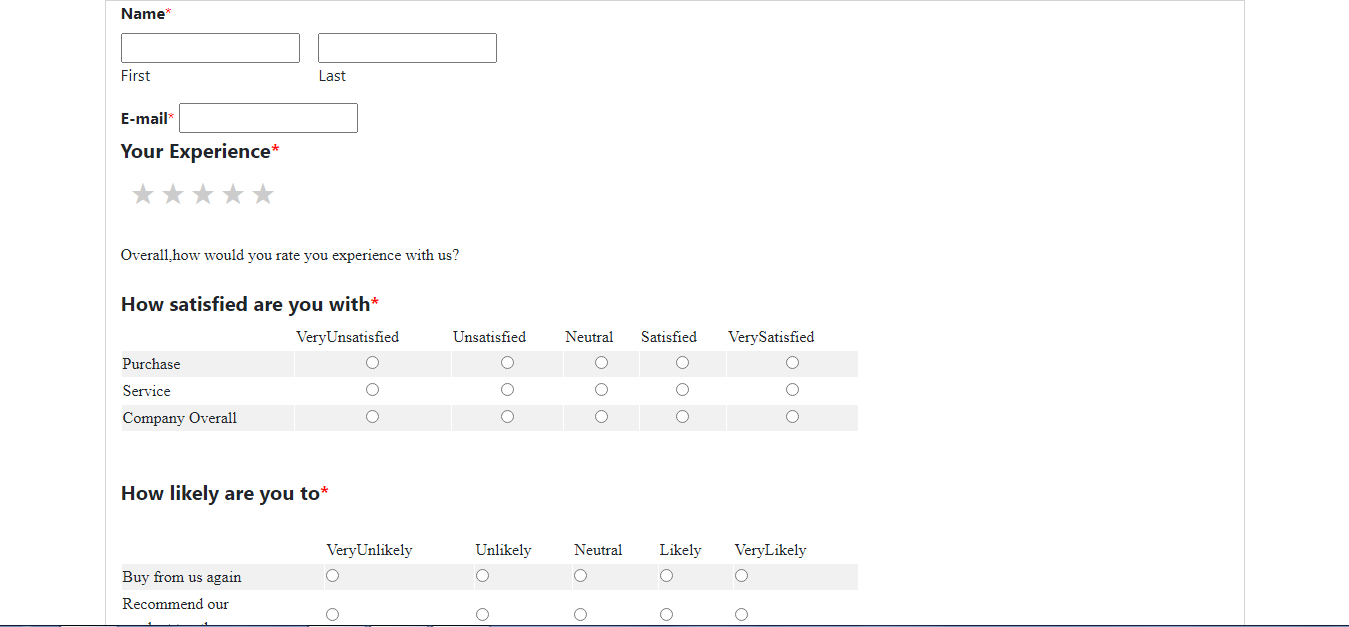 Name*
First Last
E-mail*
Your Experience*
Overall,how would you rate you experience with us?
How satisfied are you with*
VeryUnsatisfied Unsatisfied Neutral Satisfied VerySatisfied
Purchase
Service
Company Overall
How likely are you to*
VeryUnlikely Unlikely Neutral Likely VeryLikely
Buy from us again
Recommend our